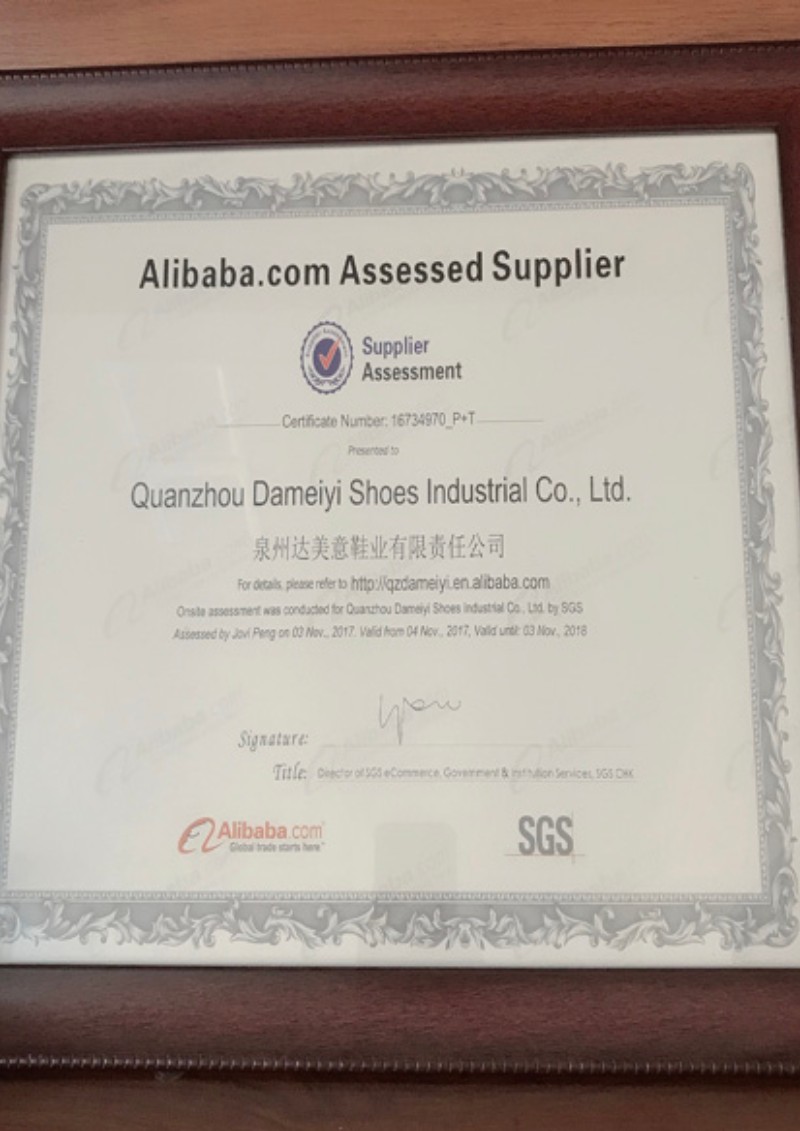 Alibaba.com Assessed Supplier
Supplier
Assessment
Certificate Number: 16734970_P+T
Presented to
Quanzhou Dameiyi Shoes Industrial Co., Ltd.
泉州达美意鞋业有限责任公司
For details, please refer to http://qzdameiyi.en.alibaba.com
Onsite assessment was conducted for Quanzhou Dameiyi Shoes Industrial Co., Ltd. by SGS
Assessed by Jovi Peng on 03 Nov., 2017. Valid from 04 Nov., 2017, Valid until: 03 Nov., 2018
Signature:
Title: Director of SGS eCommerce, Government & Institution Services, SGS CHK
Alibaba.com
Global trade starts here™
SGS